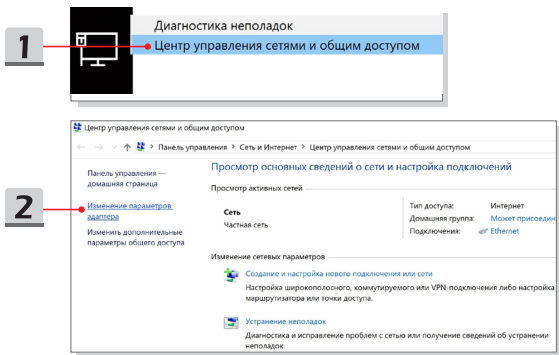 1
Диагностика неполадок
Центр управления сетями и общим доступом
Центр управления сетями и общим доступом
Панель управления > Сеть и Интернет > Центр управления сетями и общим доступом
2
Панель управления —
домашняя страница
Изменение параметров
адаптера
Изменить дополнительные
параметры общего доступа
Просмотр основных сведений о сети и настройка подключений
Просмотр активных сетей
Сеть
Частная сеть
Тип доступа: Интернет
Домашняя группа: Может присоедин
Подключения: Ethernet
Изменение сетевых параметров
Создание и настройка нового подключения или сети
Настройка широкополосного, коммутируемого или VPN-подключения либо настройка
маршрутизатора или точки доступа.
Устранение неполадок
Диагностика и исправление проблем с сетью или получение сведений об устранении
неполадок.